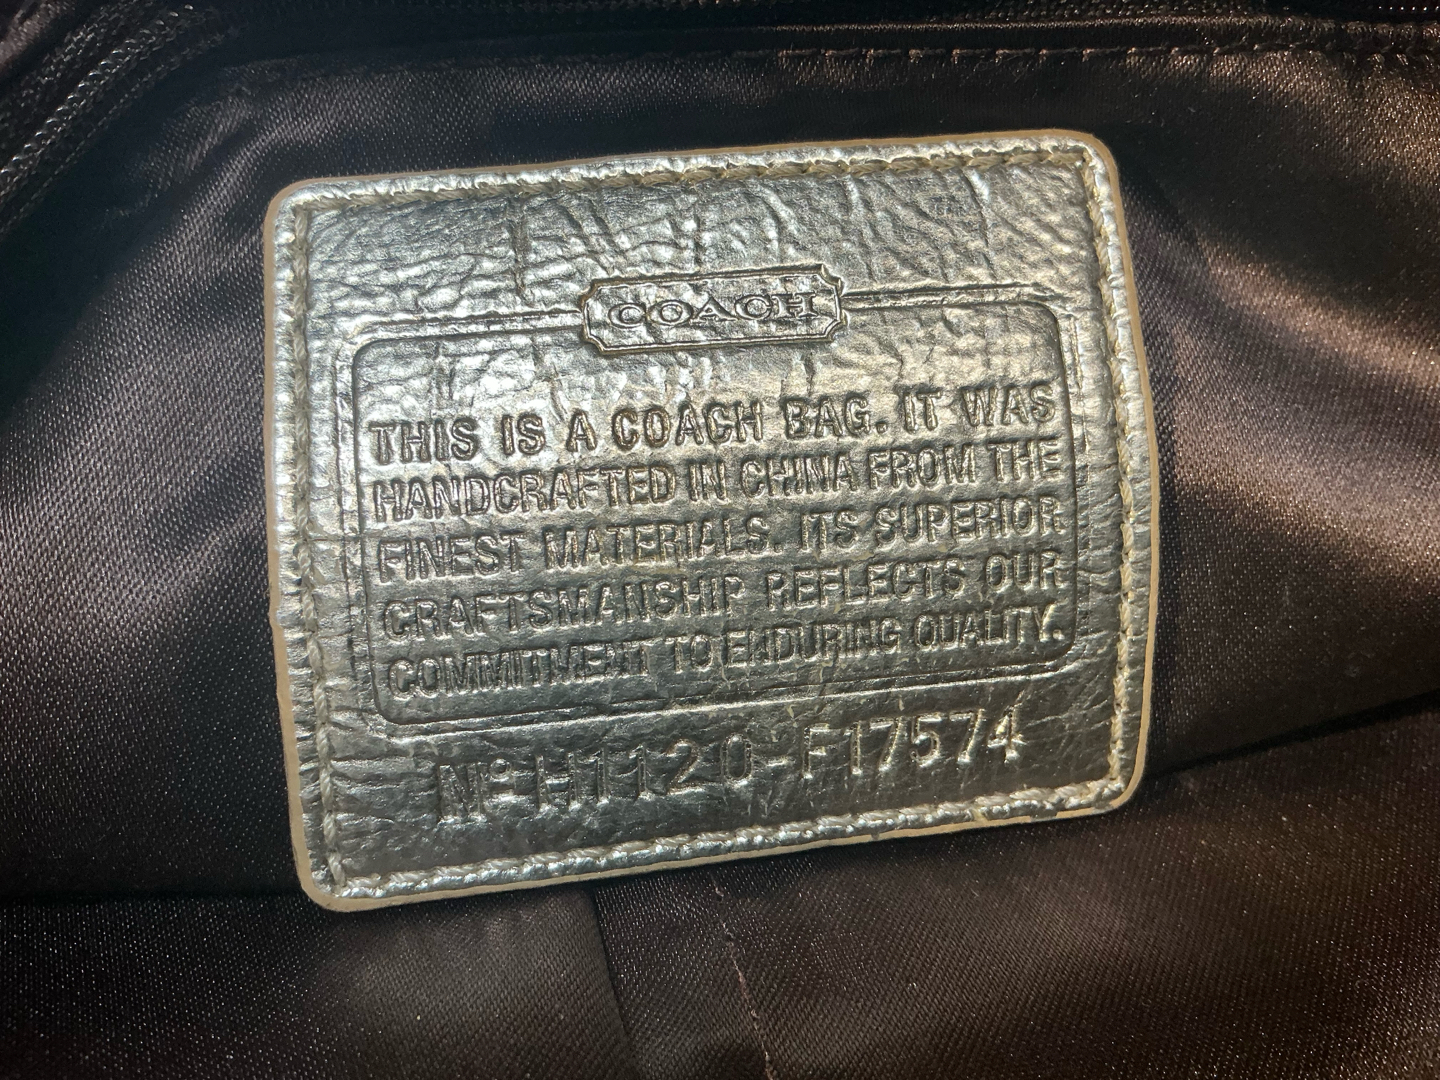 COACH
THIS IS A COACH BAG. IT WAS
HANDCRAFTED IN CHINA FROM THE
FINEST MATERIALS. ITS SUPERIOR
CRAFTSMANSHIP REFLECTS OUR
COMMITMENT TO ENDURING QUALITY.
Nº H1120-F17574